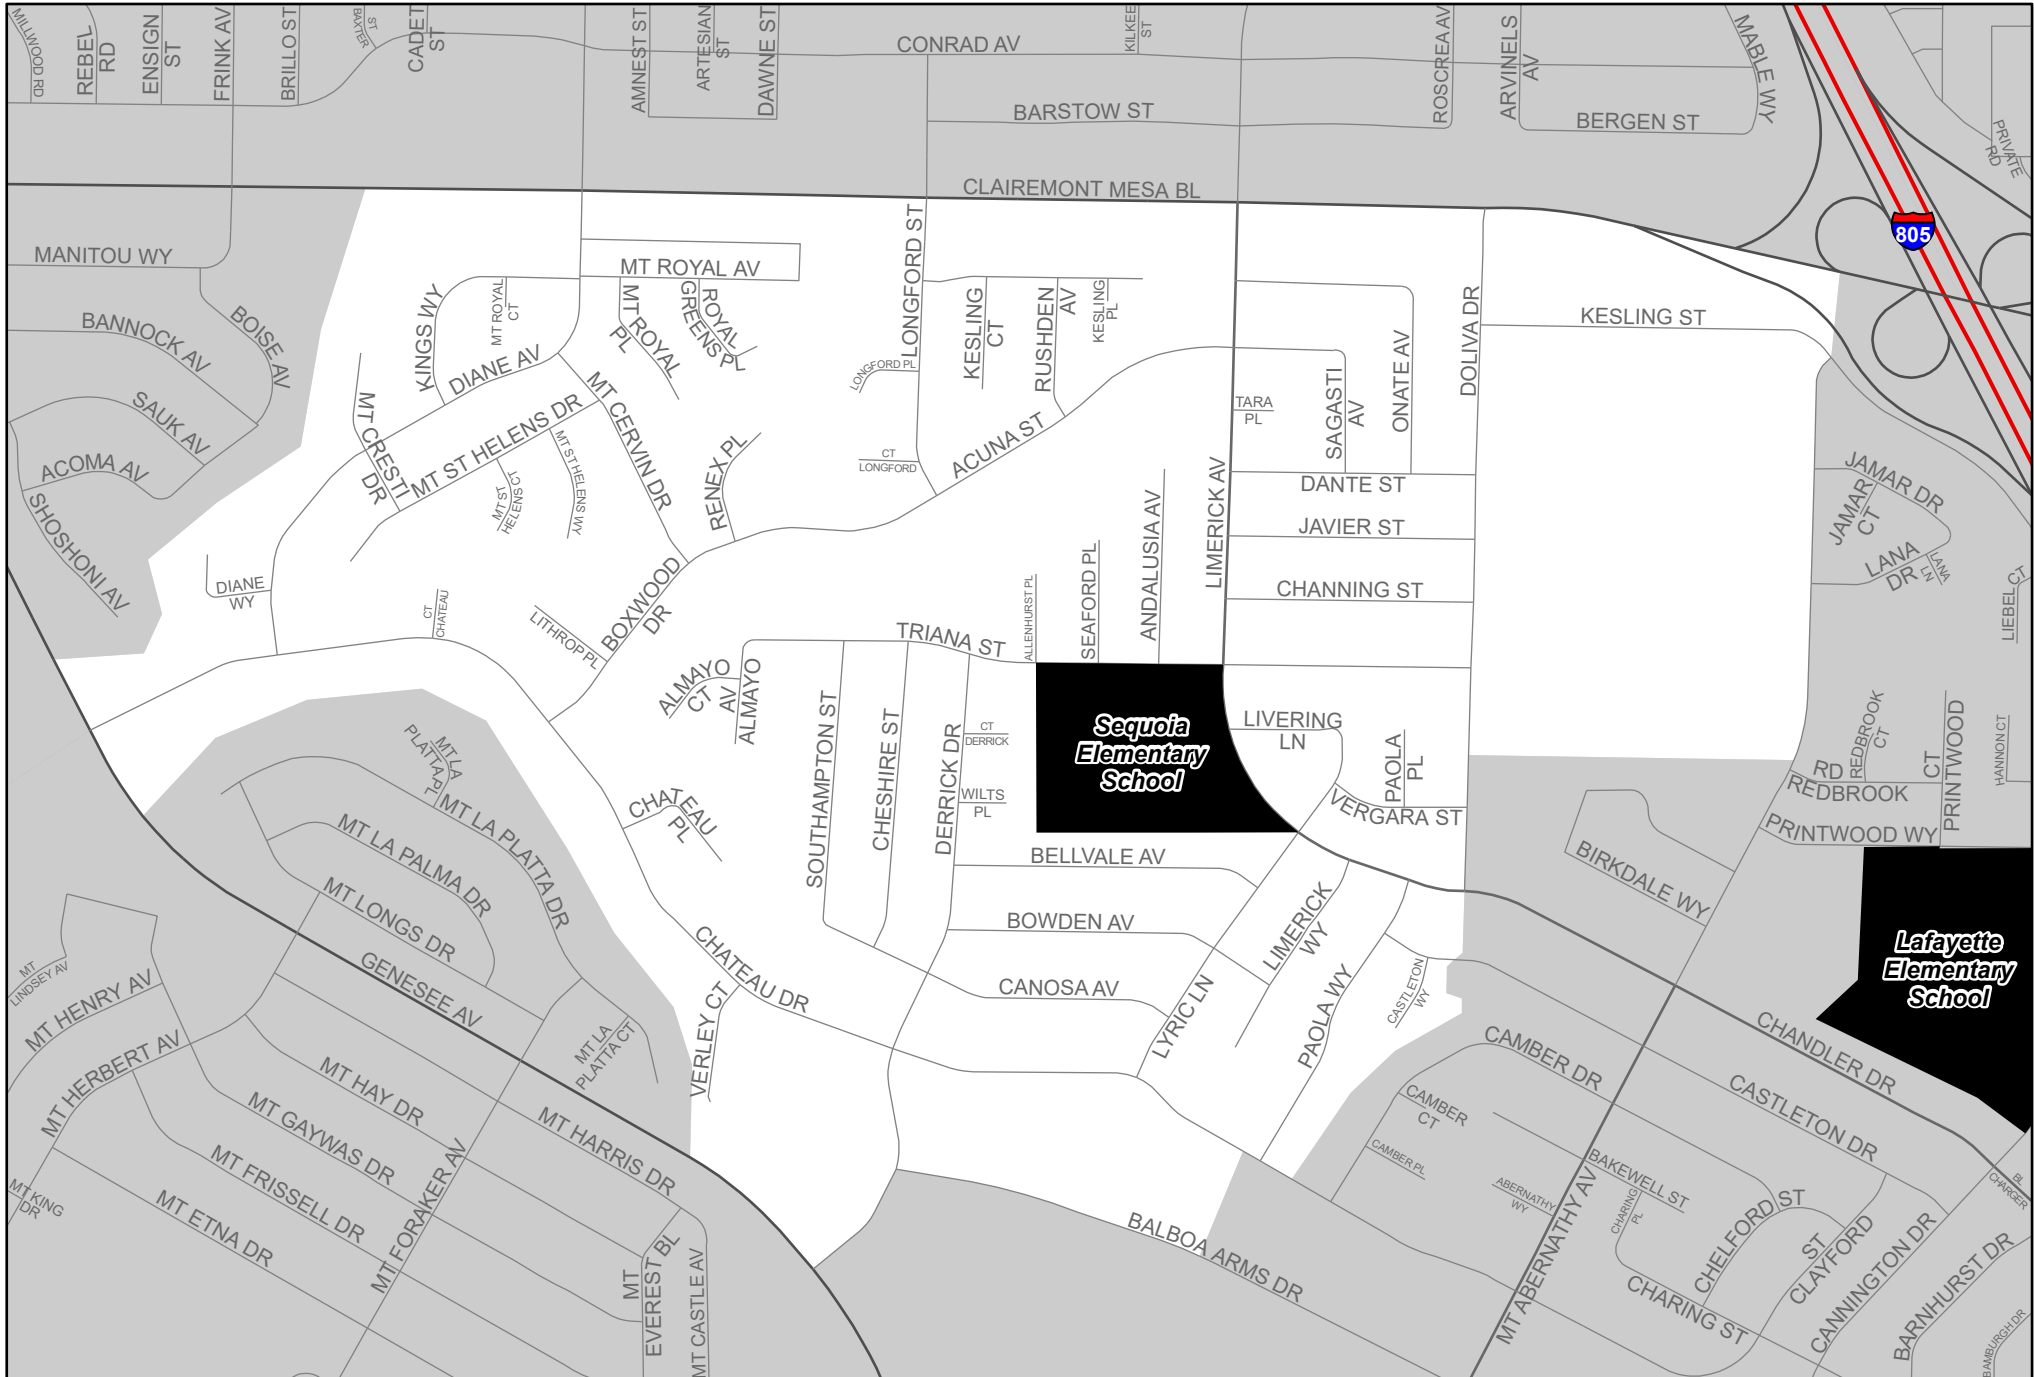 MILLWOOD RD
REBEL
RD
ENSIGN
ST
FRINK AV
BRILLO ST
ST
BAXTER
CADET
ST
AMNEST ST
ARTESIAN
ST
DAWNE ST
CONRAD AV
KILKEE
ST
ROSCREA AV
ARVINELS
AV
MABLE WY
BARSTOW ST
BERGEN ST
PRIVATE
RD
CLAIREMONT MESA BL
805
MANITOU WY
BOISE AV
BANNOCK AV
SAUK AV
ACOMA AV
SHOSHONI AV
KINGS WY
MT ROYAL
CT
MT ROYAL AV
MT ROYAL
PL
ROYAL
GREENS PL
LONGFORD ST
KESLING
CT
RUSHDEN
AV
KESLING
PL
ONATE AV
DOLIVA DR
KESLING ST
DIANE AV
LONGFORD PL
MT CRESTI
DR
MT ST HELENS DR
MT CERVIN DR
MT ST
HELENS CT
MT ST HELENS WY
RENEX PL
CT
LONGFORD
ACUNA ST
TARA
PL
SAGASTI
AV
LIMERICK AV
DANTE ST
JAVIER ST
CHANNING ST
JAMAR DR
JAMAR
CT
LANA
DR
LANA
LN
LIEBEL CT
DIANE
WY
CT
CHATEAU
LITHROP PL
BOXWOOD
DR
ALLENHURST PL
SEAFORD PL
ANDALUSIA AV
TRIANA ST
ALMAYO
CT
ALMAYO
AV
SOUTHAMPTON ST
CHESHIRE ST
DERRICK DR
CT
DERRICK
WILTS
PL
Sequoia
Elementary
School
LIVERING
LN
PAOLA
PL
VERGARA ST
REDBROOK
CT
RD
REDBROOK
PRINTWOOD
CT
HANNON CT
PRINTWOOD WY
MT LA
PLATTA PL
MT LA PLATTA DR
MT LA PALMA DR
MT LONGS DR
CHATEAU
PL
BELLVALE AV
BIRKDALE WY
BOWDEN AV
LIMERICK
WY
Lafayette
Elementary
School
MT
LINDSEY AV
MT HENRY AV
GENESEE AV
CHATEAU DR
VERLEY CT
CANOSA AV
LYRIC LN
PAOLA WY
CASTLETON
WY
CHANDLER DR
CAMBER DR
CASTLETON DR
MT HERBERT AV
MT LA
PLATTA CT
MT HAY DR
MT GAYWAS DR
MT HARRIS DR
MT FRISSELL DR
MT KING
DR
MT ETNA DR
MT FORAKER AV
MT
EVEREST BL
MT CASTLE AV
BALBOA ARMS DR
CAMBER
CT
CAMBER PL
BAKEWELL ST
ABERNATHY
WY
CHARING
PL
MT ABERNATHY AV
CHELFORD ST
CLAYFORD
ST
CHARING ST
CANNINGTON DR
BARNHURST DR
BL
CHARGER
BAMBURGH DR